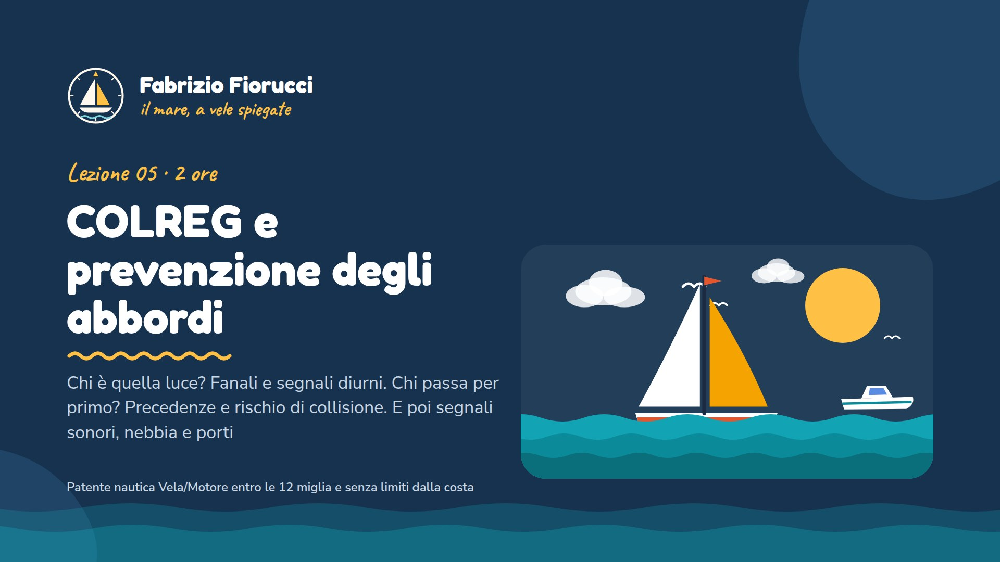 Fabrizio Fiorucci
il mare, a vele spiegate
Lezione 05 · 2 ore
COLREG e
prevenzione degli
abbordi
Chi è quella luce? Fanali e segnali diurni. Chi passa per
primo? Precedenze e rischio di collisione. E poi segnali
sonori, nebbia e porti
Patente nautica Vela/Motore entro le 12 miglia e senza limiti dalla costa